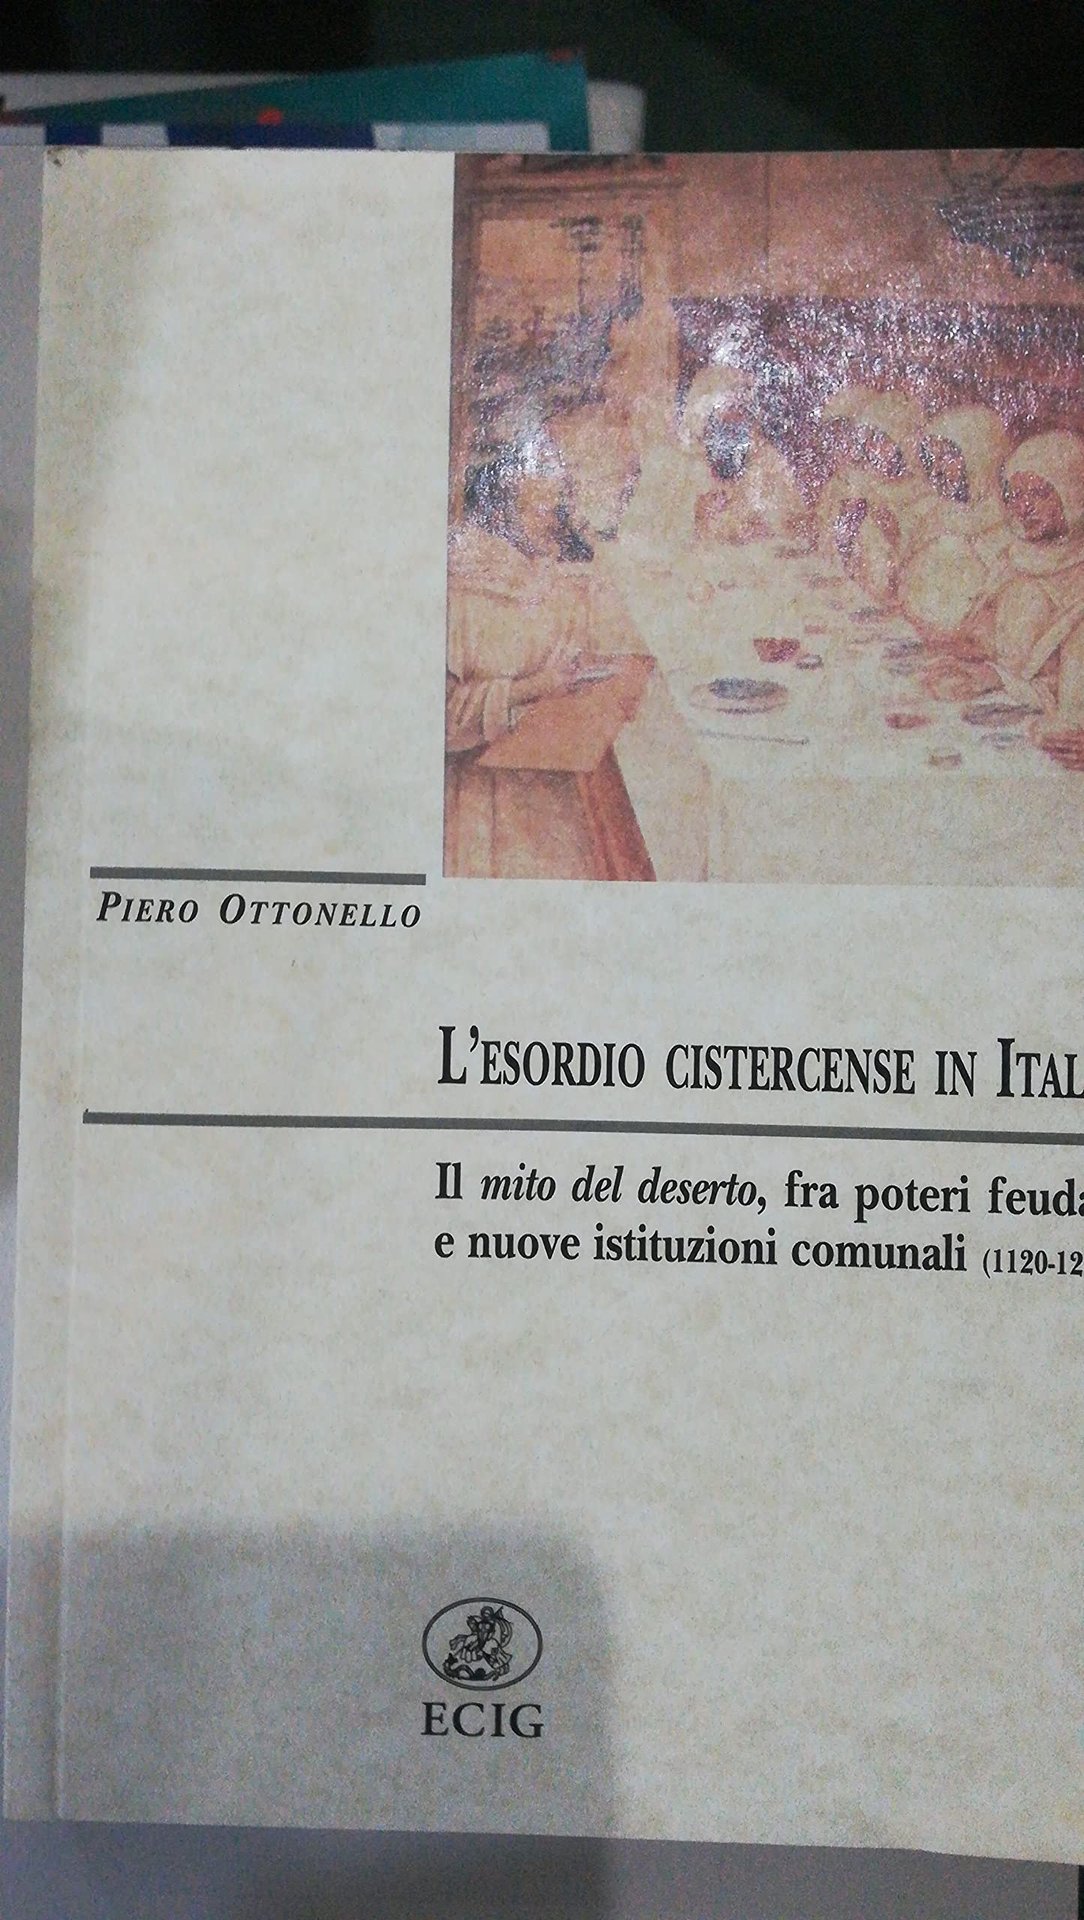 PIERO OTTONELLO
L'ESORDIO CISTERCENSE IN ITAL
Il mito del deserto, fra poteri feuda
e nuove istituzioni comunali (1120-12
ECIG